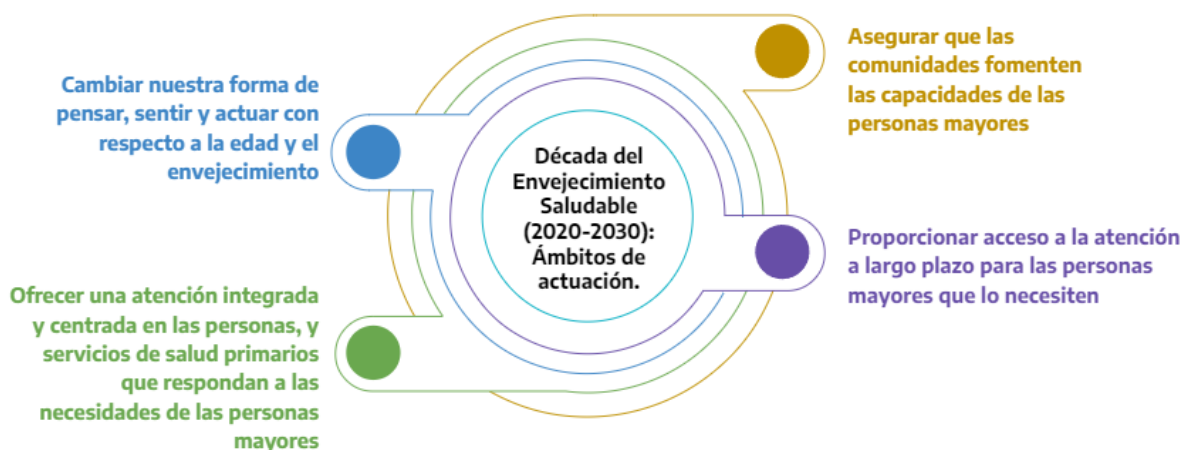 Cambiar nuestra forma de
pensar, sentir y actuar con
respecto a la edad y el
envejecimiento
Asegurar que las
comunidades fomenten
las capacidades de las
personas mayores
Década del
Envejecimiento
Saludable
(2020-2030):
Ámbitos de
actuación.
Ofrecer una atención integrada
y centrada en las personas, y
servicios de salud primarios
que respondan a las
necesidades de las personas
mayores
Proporcionar acceso a la atención
a largo plazo para las personas
mayores que lo necesiten